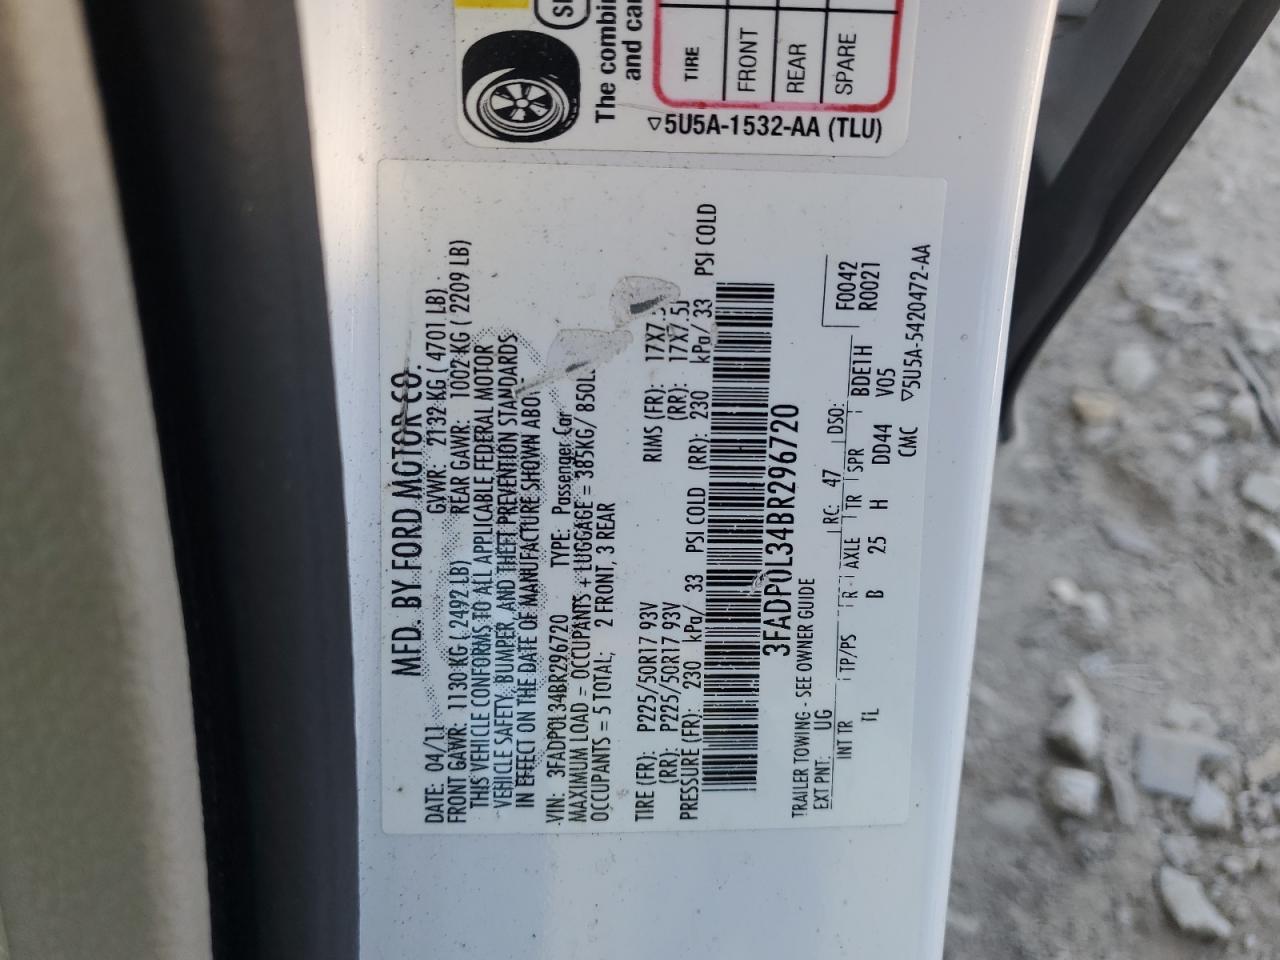 The combin
and car
TIRE
FRONT
REAR
SPARE
▽5U5A-1532-AA (TLU)
MFD. BY FORD MOTOR CO.
DATE: 04/11 GVWR: 2132 KG ( 4701 LB)
FRONT GAWR: 1130 KG ( 2492 LB) REAR GAWR: 1002 KG ( 2209 LB)
THIS VEHICLE CONFORMS TO ALL APPLICABLE FEDERAL MOTOR
VEHICLE SAFETY, BUMPER, AND THEFT PREVENTION STANDARDS
IN EFFECT ON THE DATE OF MANUFACTURE SHOWN ABOV
VIN: 3FADP0L34BR296720 TYPE: Passenger Car
MAXIMUM LOAD = OCCUPANTS + LUGGAGE = 385KG/ 850L
OCCUPANTS = 5 TOTAL; 2 FRONT, 3 REAR
TIRE (FR): P225/50R17 93V RIMS (FR): 17X7.5
(RR): P225/50R17 93V (RR): 17X7.5J
PRESSURE (FR): 230 kPa/ 33 PSI COLD (RR): 230 kPa/ 33 PSI COLD
3FADP0L34BR296720
TRAILER TOWING - SEE OWNER GUIDE
EXT PNT: UG RC: 47 DSO: F0042
R0021
INT TR TP/PS R AXLE TR SPR BDE1H
TL B 25 H DD44 V05
CMC ▽5U5A-5420472-AA